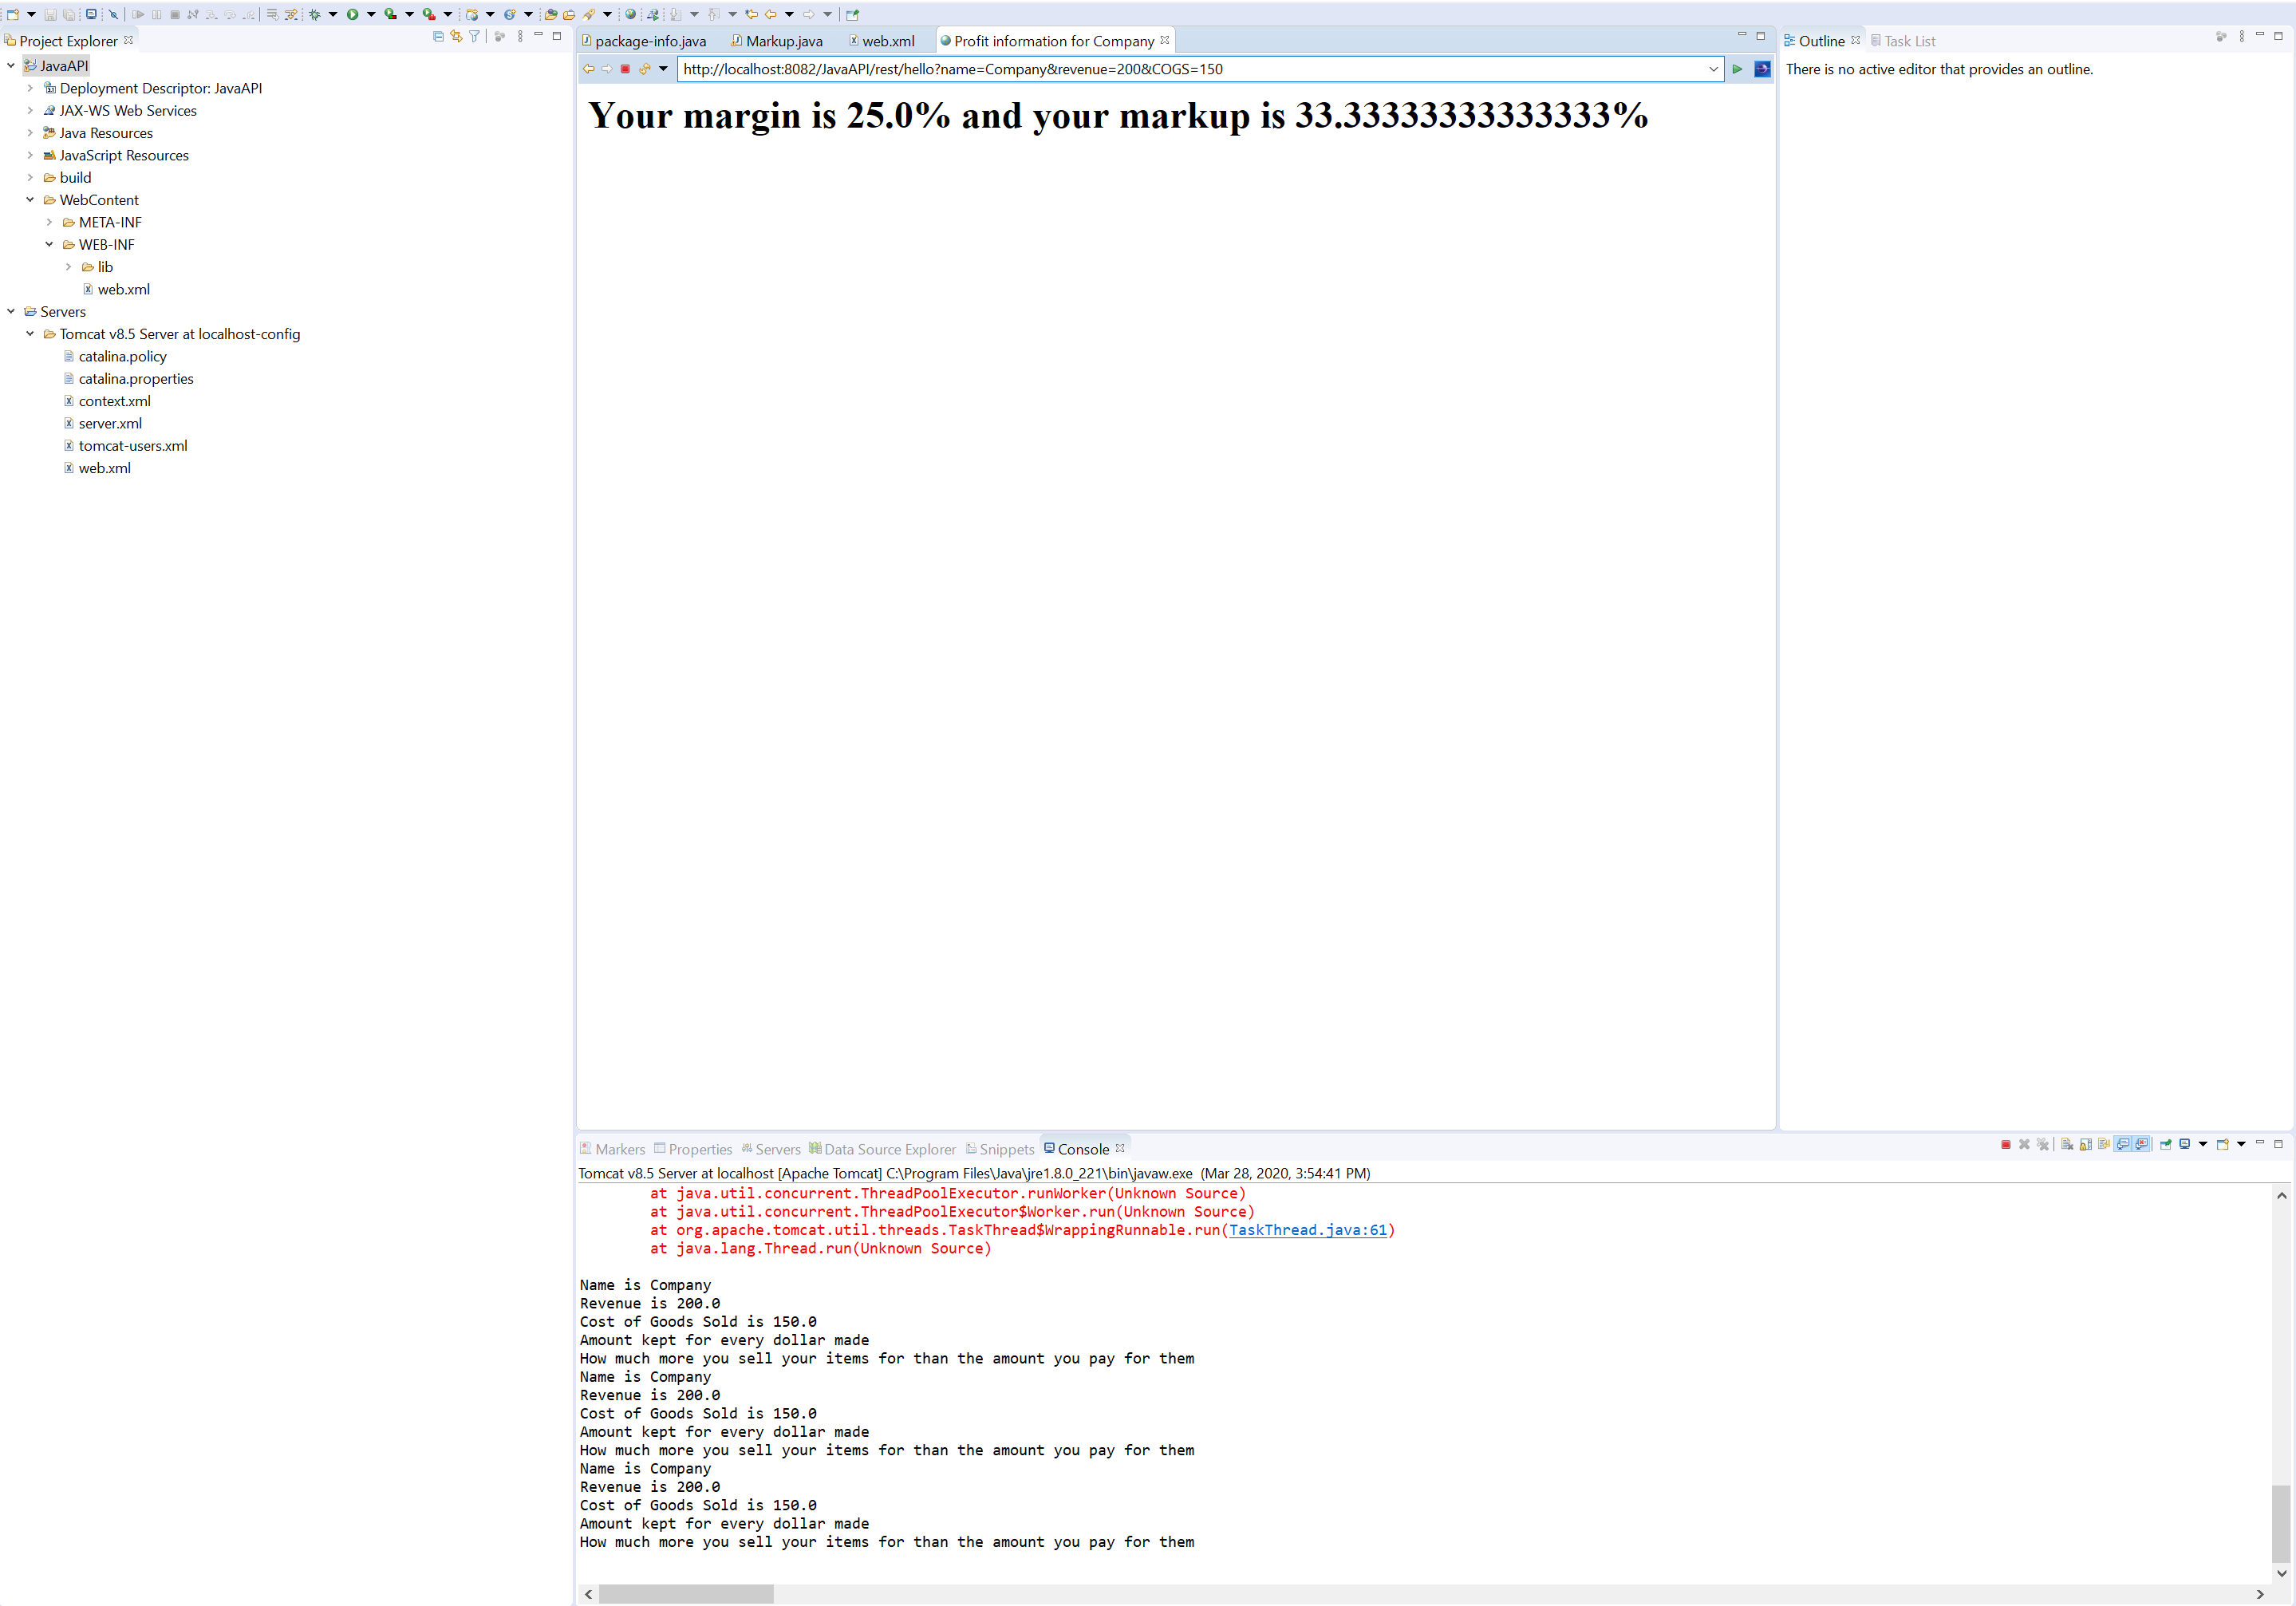 Project Explorer
JavaAPI
Deployment Descriptor: JavaAPI
JAX-WS Web Services
Java Resources
JavaScript Resources
build
WebContent
META-INF
WEB-INF
lib
web.xml
Servers
Tomcat v8.5 Server at localhost-config
catalina.policy
catalina.properties
context.xml
server.xml
tomcat-users.xml
web.xml
package-info.java Markup.java web.xml Profit information for Company
http://localhost:8082/JavaAPI/rest/hello?name=Company&revenue=200&COGS=150
Your margin is 25.0% and your markup is 33.33333333333333%
Outline Task List
There is no active editor that provides an outline.
Markers Properties Servers Data Source Explorer Snippets Console
Tomcat v8.5 Server at localhost [Apache Tomcat] C:\Program Files\Java\jre1.8.0_221\bin\javaw.exe (Mar 28, 2020, 3:54:41 PM)
at java.util.concurrent.ThreadPoolExecutor.runWorker(Unknown Source)
at java.util.concurrent.ThreadPoolExecutor$Worker.run(Unknown Source)
at org.apache.tomcat.util.threads.TaskThread$WrappingRunnable.run(TaskThread.java:61)
at java.lang.Thread.run(Unknown Source)
Name is Company
Revenue is 200.0
Cost of Goods Sold is 150.0
Amount kept for every dollar made
How much more you sell your items for than the amount you pay for them
Name is Company
Revenue is 200.0
Cost of Goods Sold is 150.0
Amount kept for every dollar made
How much more you sell your items for than the amount you pay for them
Name is Company
Revenue is 200.0
Cost of Goods Sold is 150.0
Amount kept for every dollar made
How much more you sell your items for than the amount you pay for them